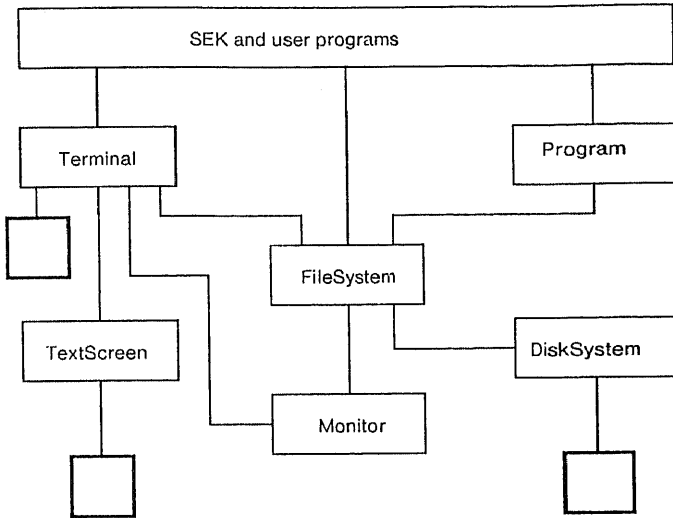 SEK and user programs
Terminal
Program
FileSystem
TextScreen
DiskSystem
Monitor